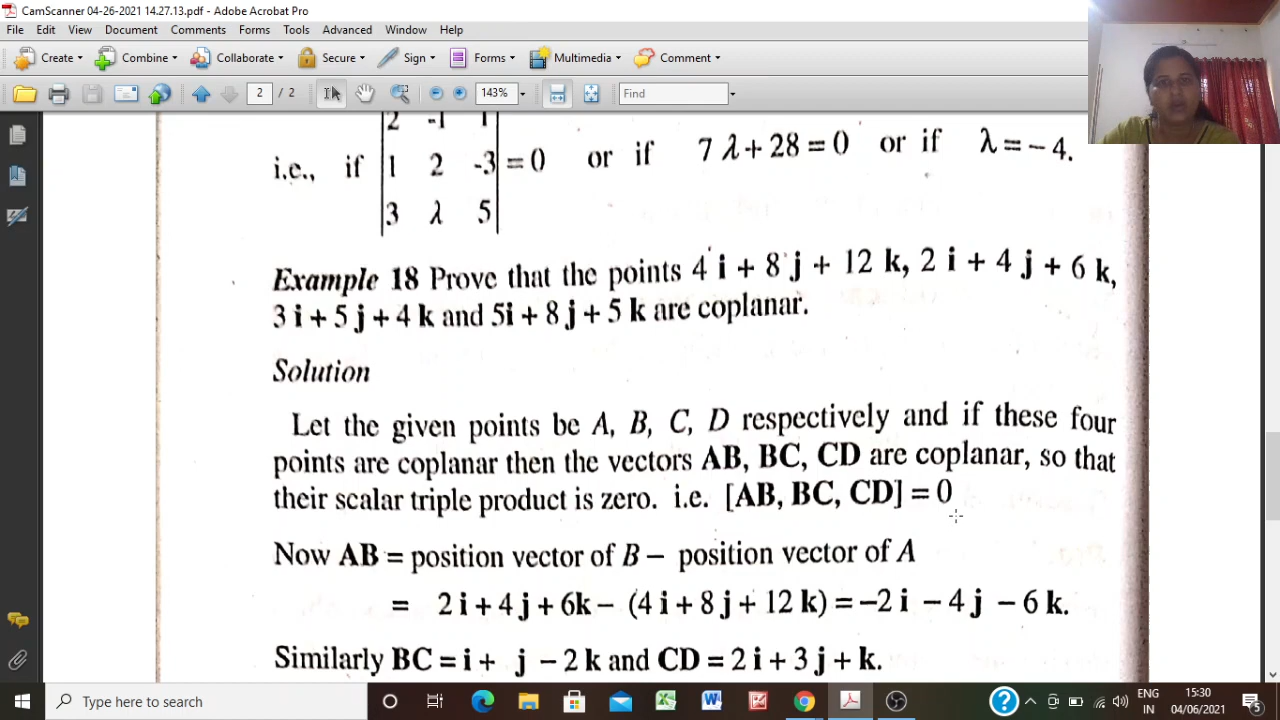 CamScanner 04-26-2021 14.27.13.pdf - Adobe Acrobat Pro
File Edit View Document Comments Forms Tools Advanced Window Help
Create Combine Collaborate Secure Sign Forms Multimedia Comment
2 / 2 143% Find
2 -1 1
i.e., if 1 2 -3 = 0 or if 7 λ + 28 = 0 or if λ = – 4.
3 λ 5
Example 18 Prove that the points 4 i + 8 j + 12 k, 2 i + 4 j + 6 k,
3 i + 5 j + 4 k and 5i + 8 j + 5 k are coplanar.
Solution
Let the given points be A, B, C, D respectively and if these four
points are coplanar then the vectors AB, BC, CD are coplanar, so that
their scalar triple product is zero. i.e. [AB, BC, CD] = 0
Now AB = position vector of B – position vector of A
= 2 i + 4 j + 6k – (4 i + 8 j + 12 k) = –2 i – 4 j – 6 k.
Similarly BC = i + j – 2 k and CD = 2 i + 3 j + k.
Type here to search
ENG 15:30
IN 04/06/2021 5